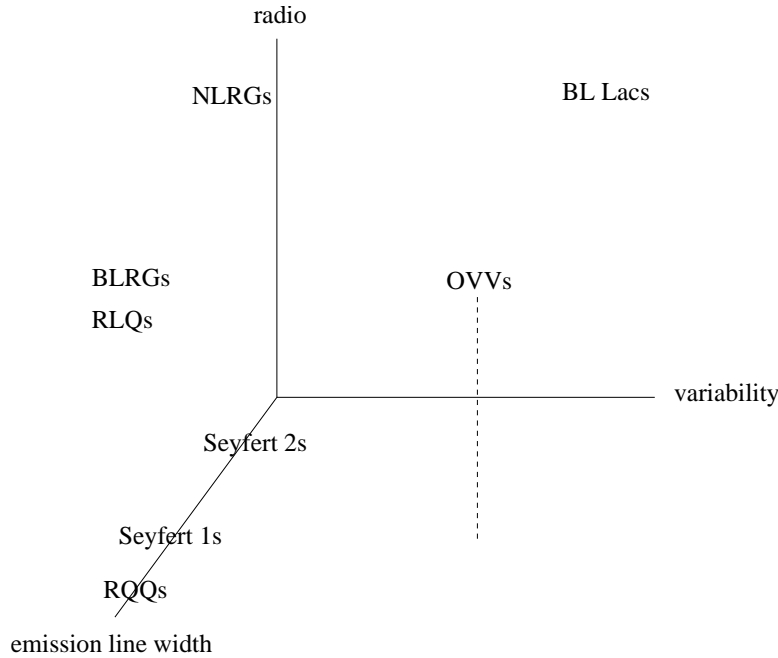 radio
NLRGs
BL Lacs
BLRGs
OVVs
RLQs
variability
Seyfert 2s
Seyfert 1s
RQQs
emission line width